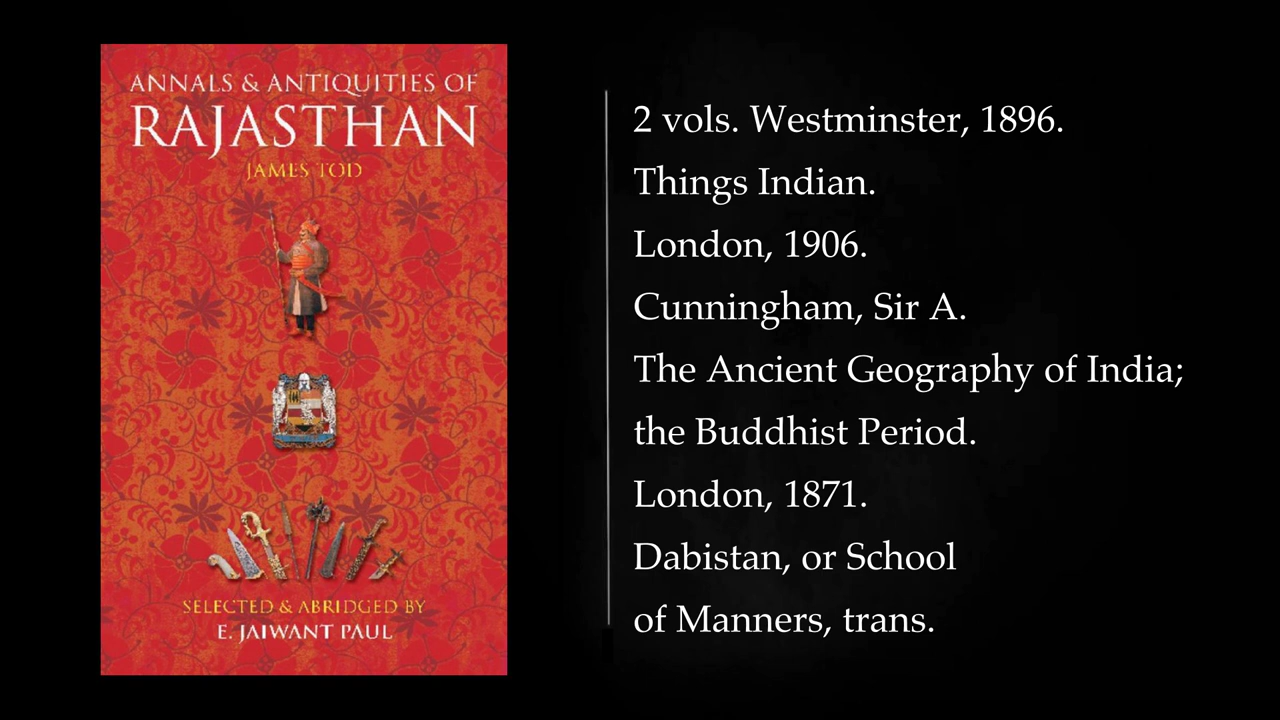 ANNALS & ANTIQUITIES OF
RAJASTHAN
JAMES TOD
SELECTED & ABRIDGED BY
E. JAIWANT PAUL
2 vols. Westminster, 1896.
Things Indian.
London, 1906.
Cunningham, Sir A.
The Ancient Geography of India;
the Buddhist Period.
London, 1871.
Dabistan, or School
of Manners, trans.